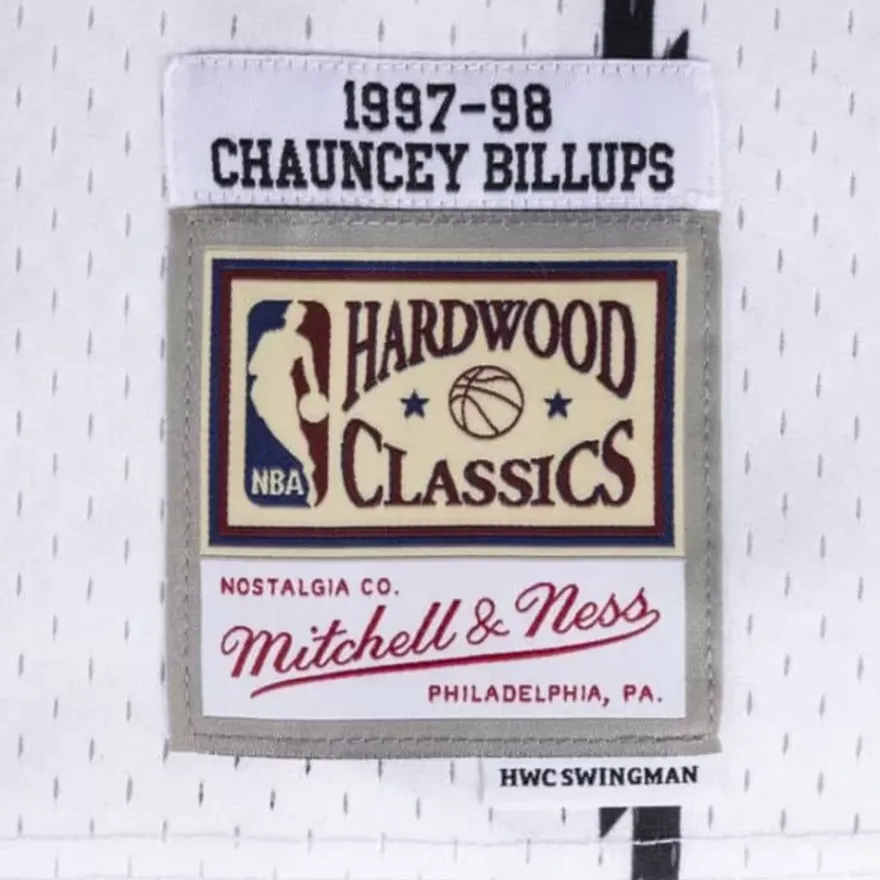 1997-98
CHAUNCEY BILLUPS
HARDWOOD
CLASSICS
NBA
NOSTALGIA CO.
Mitchell & Ness
PHILADELPHIA, PA.
HWC SWINGMAN